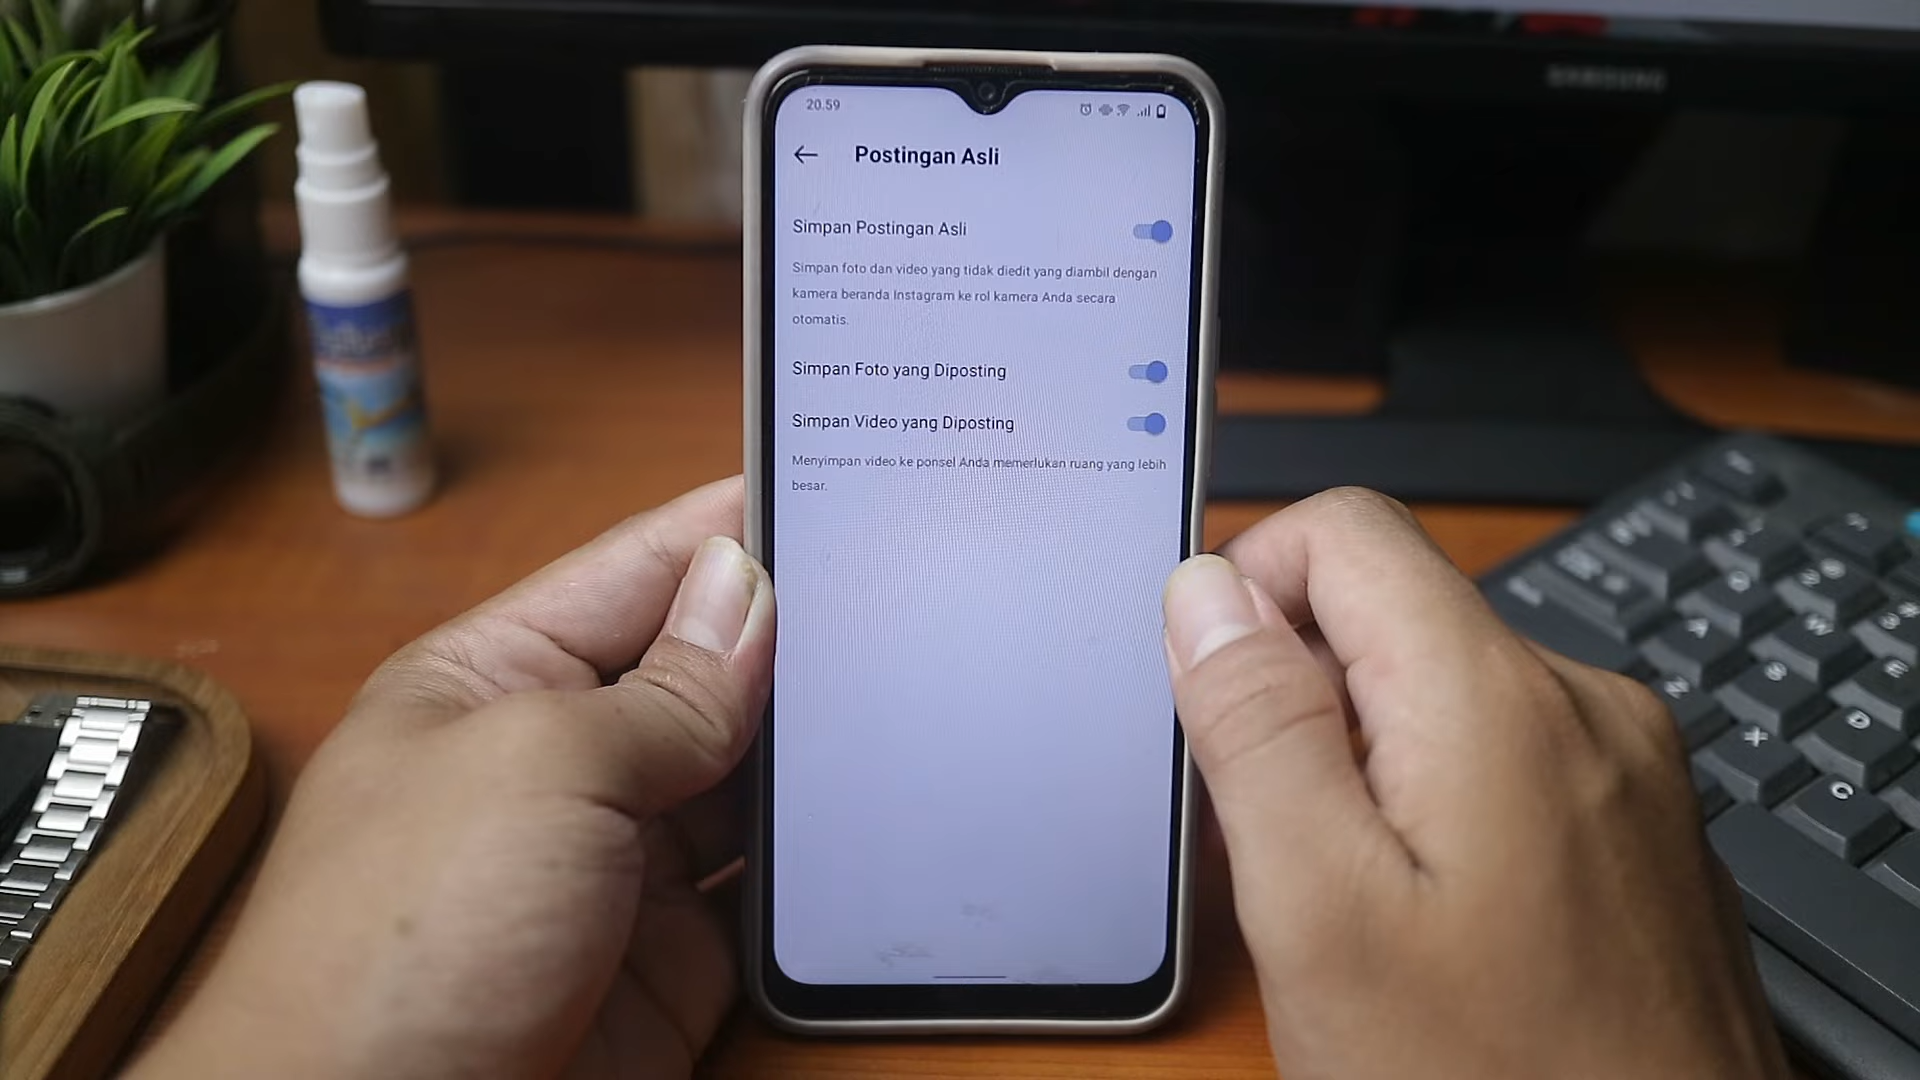 SAMSUNG
20.59
Postingan Asli
Simpan Postingan Asli
Simpan foto dan video yang tidak diedit yang diambil dengan
kamera beranda Instagram ke rol kamera Anda secara
otomatis.
Simpan Foto yang Diposting
Simpan Video yang Diposting
Menyimpan video ke ponsel Anda memerlukan ruang yang lebih
besar.
A
W
Z
S
E
X
D
C